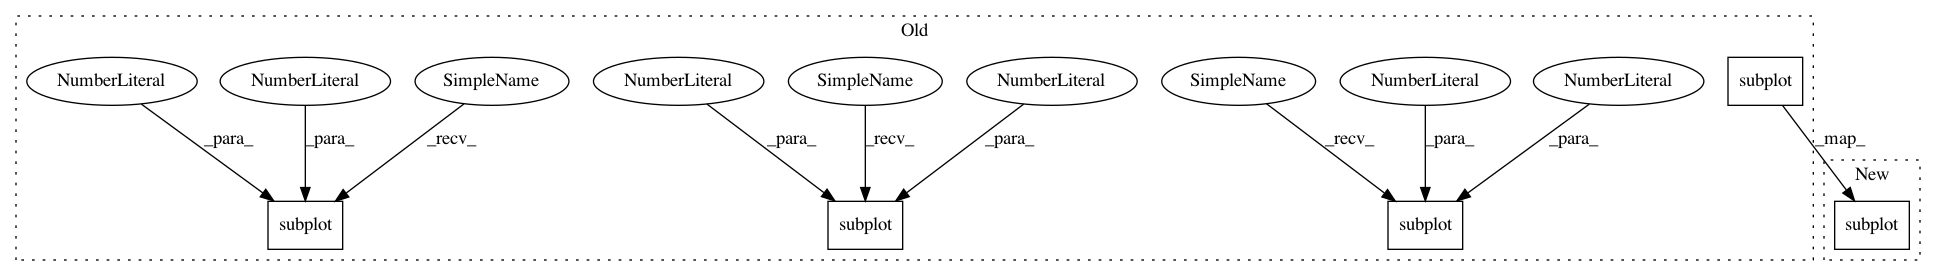 Old
NumberLiteral NumberLiteral SimpleName NumberLiteral SimpleName NumberLiteral SimpleName NumberLiteral NumberLiteral subplot
_para_ _para_ _recv_ _para_ _recv_ _para_ _recv_ _para_ _para_ _map_
New
subplot subplot subplot subplot